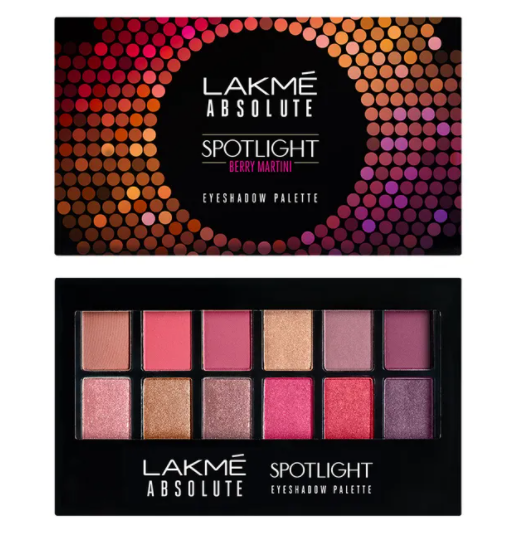 LAKMÉ
ABSOLUTE
SPOTLIGHT
BERRY MARTINI
EYESHADOW PALETTE
LAKMÉ
ABSOLUTE
SPOTLIGHT
EYESHADOW PALETTE